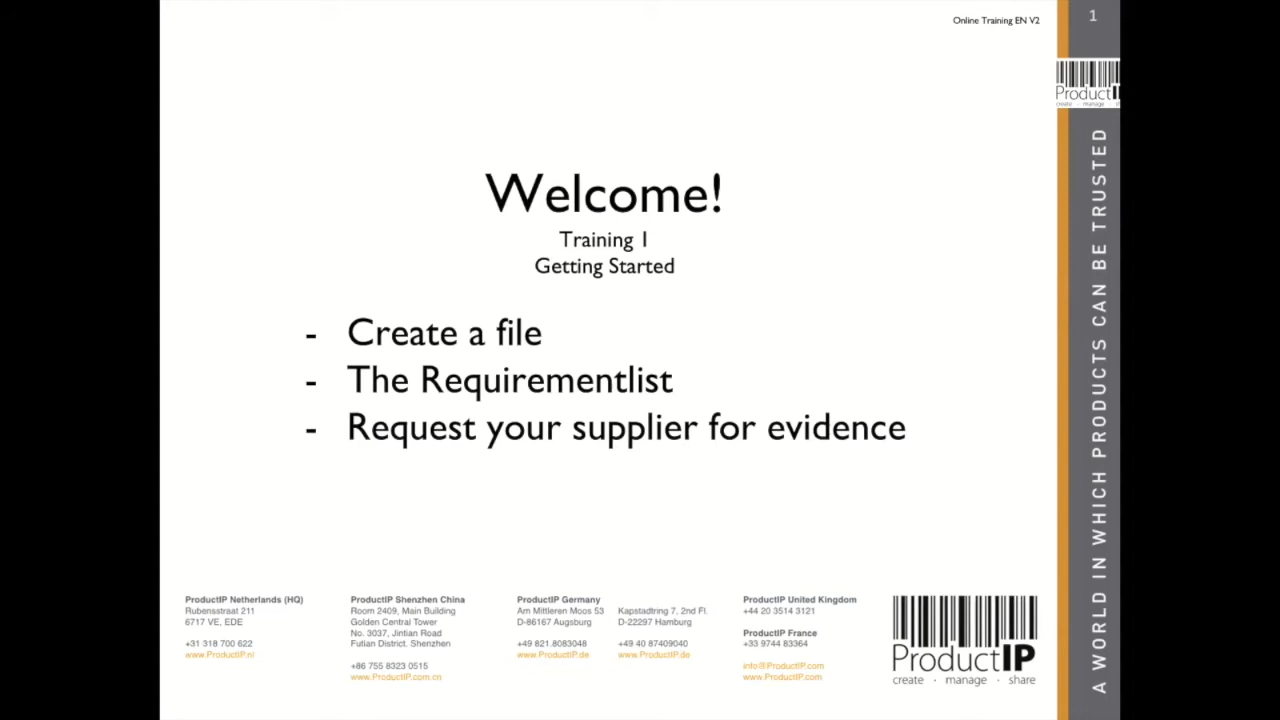 Online Training EN V2
1
ProductIP
create · manage
A WORLD IN WHICH PRODUCTS CAN BE TRUSTED
Welcome!
Training 1
Getting Started
- Create a file
- The Requirementlist
- Request your supplier for evidence
ProductIP Netherlands (HQ)
Rubensstraat 211
6717 VE, EDE
+31 318 700 622
www.ProductIP.nl
ProductIP Shenzhen China
Room 2409, Main Building
Golden Central Tower
No. 3037, Jintian Road
Futian District. Shenzhen
+86 755 8323 0515
www.ProductIP.com.cn
ProductIP Germany
Am Mittleren Moos 53
D-86167 Augsburg
+49 821.8083048
www.ProductIP.de
Kapstadtring 7, 2nd Fl.
D-22297 Hamburg
+49 40 87409040
www.ProductIP.de
ProductIP United Kingdom
+44 20 3514 3121
ProductIP France
+33 9744 83364
info@ProductIP.com
www.ProductIP.com
ProductIP
create · manage · share